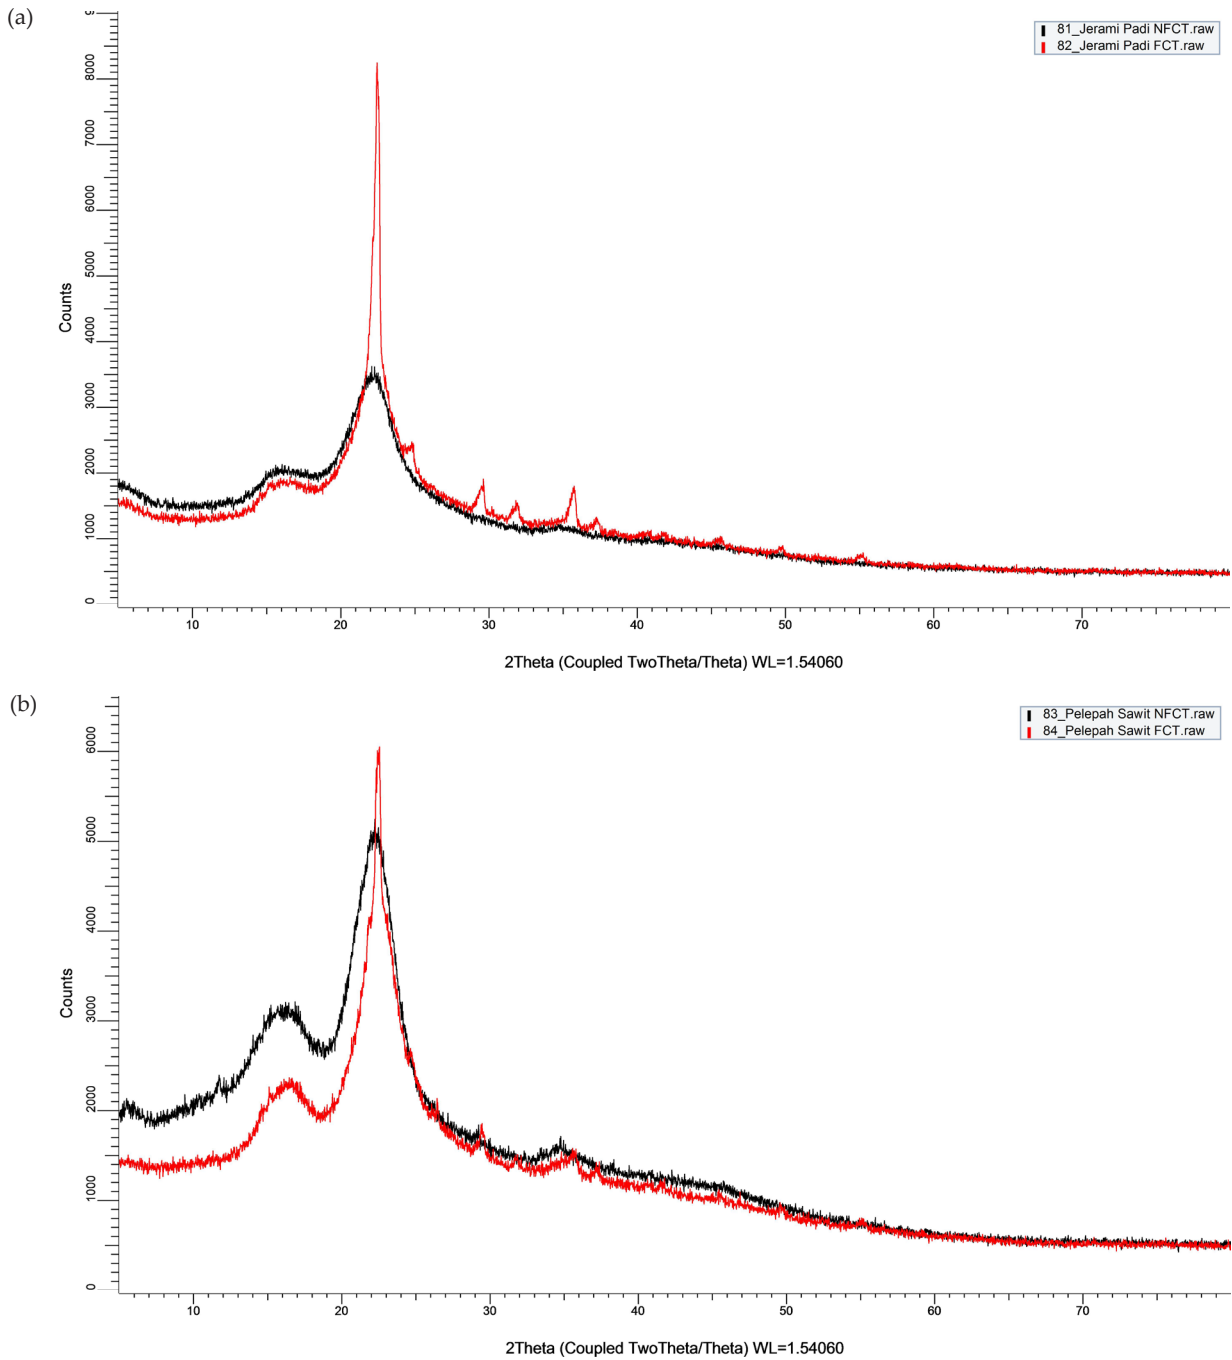 (a)
81_Jerami Padi NFCT.raw
82_Jerami Padi FCT.raw
Counts
8000
7000
6000
5000
4000
3000
2000
1000
0
10 20 30 40 50 60 70
2Theta (Coupled TwoTheta/Theta) WL=1.54060
(b)
83_Pelepah Sawit NFCT.raw
84_Pelepah Sawit FCT.raw
Counts
6000
5000
4000
3000
2000
1000
0
10 20 30 40 50 60 70
2Theta (Coupled TwoTheta/Theta) WL=1.54060